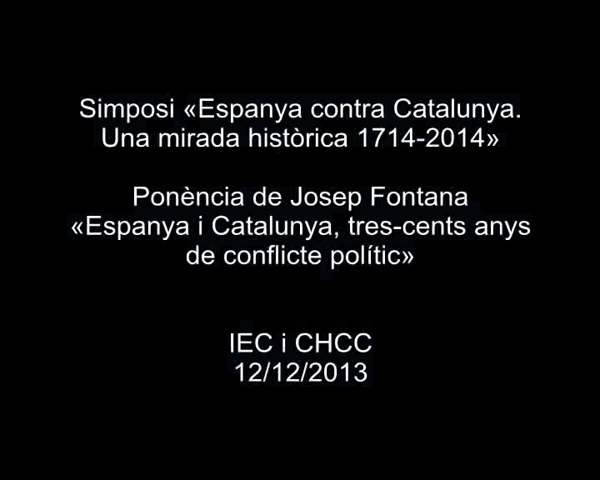 Simposi «Espanya contra Catalunya.
Una mirada històrica 1714-2014»
Ponència de Josep Fontana
«Espanya i Catalunya, tres-cents anys
de conflicte polític»
IEC i CHCC
12/12/2013